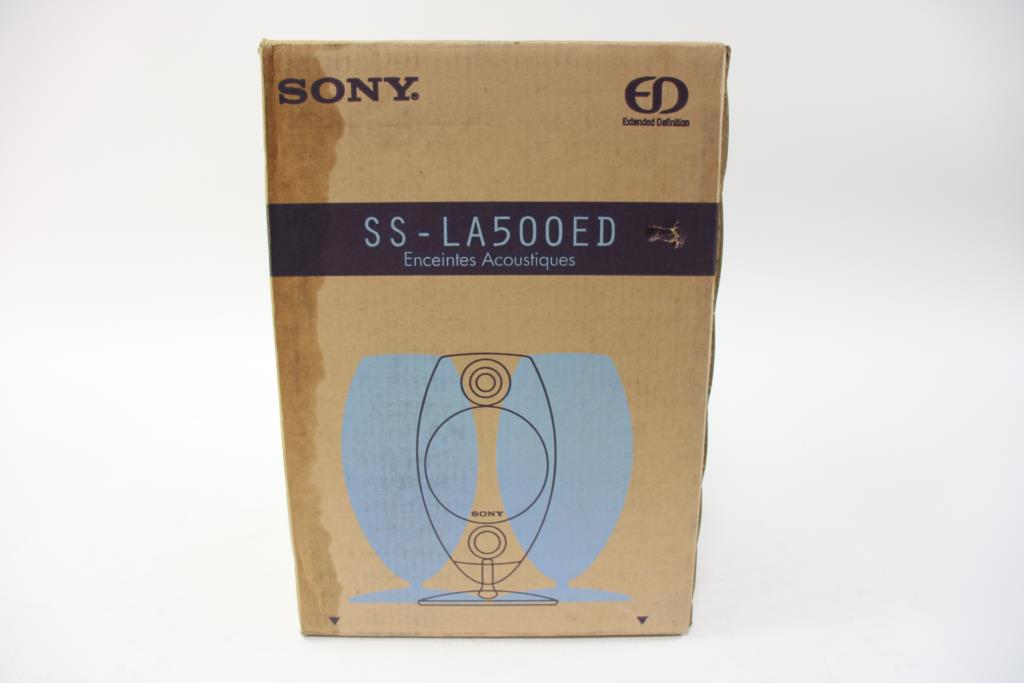 SONY®
ED
Extended Definition
SS-LA500ED
Enceintes Acoustiques
SONY